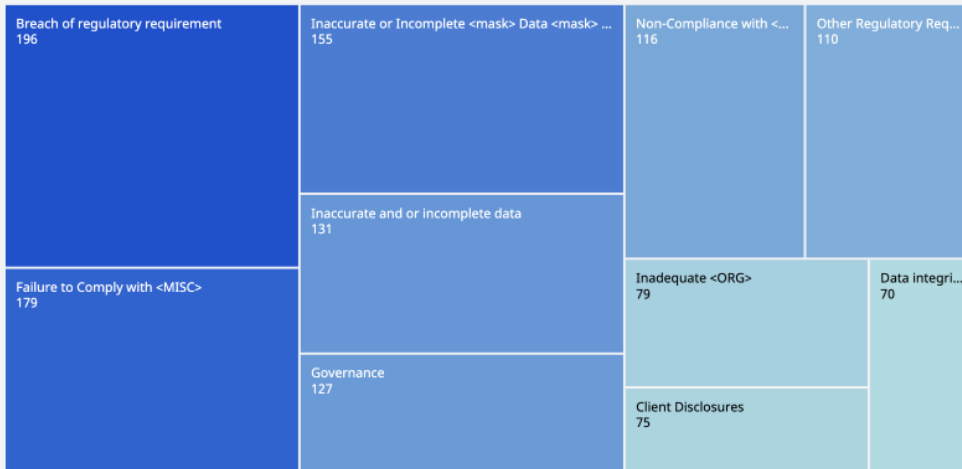 Breach of regulatory requirement
196
Failure to Comply with <MISC>
179
Inaccurate or Incomplete <mask> Data <mask> ...
155
Inaccurate and or incomplete data
131
Governance
127
Non-Compliance with <...
116
Other Regulatory Req...
110
Inadequate <ORG>
79
Client Disclosures
75
Data integri...
70